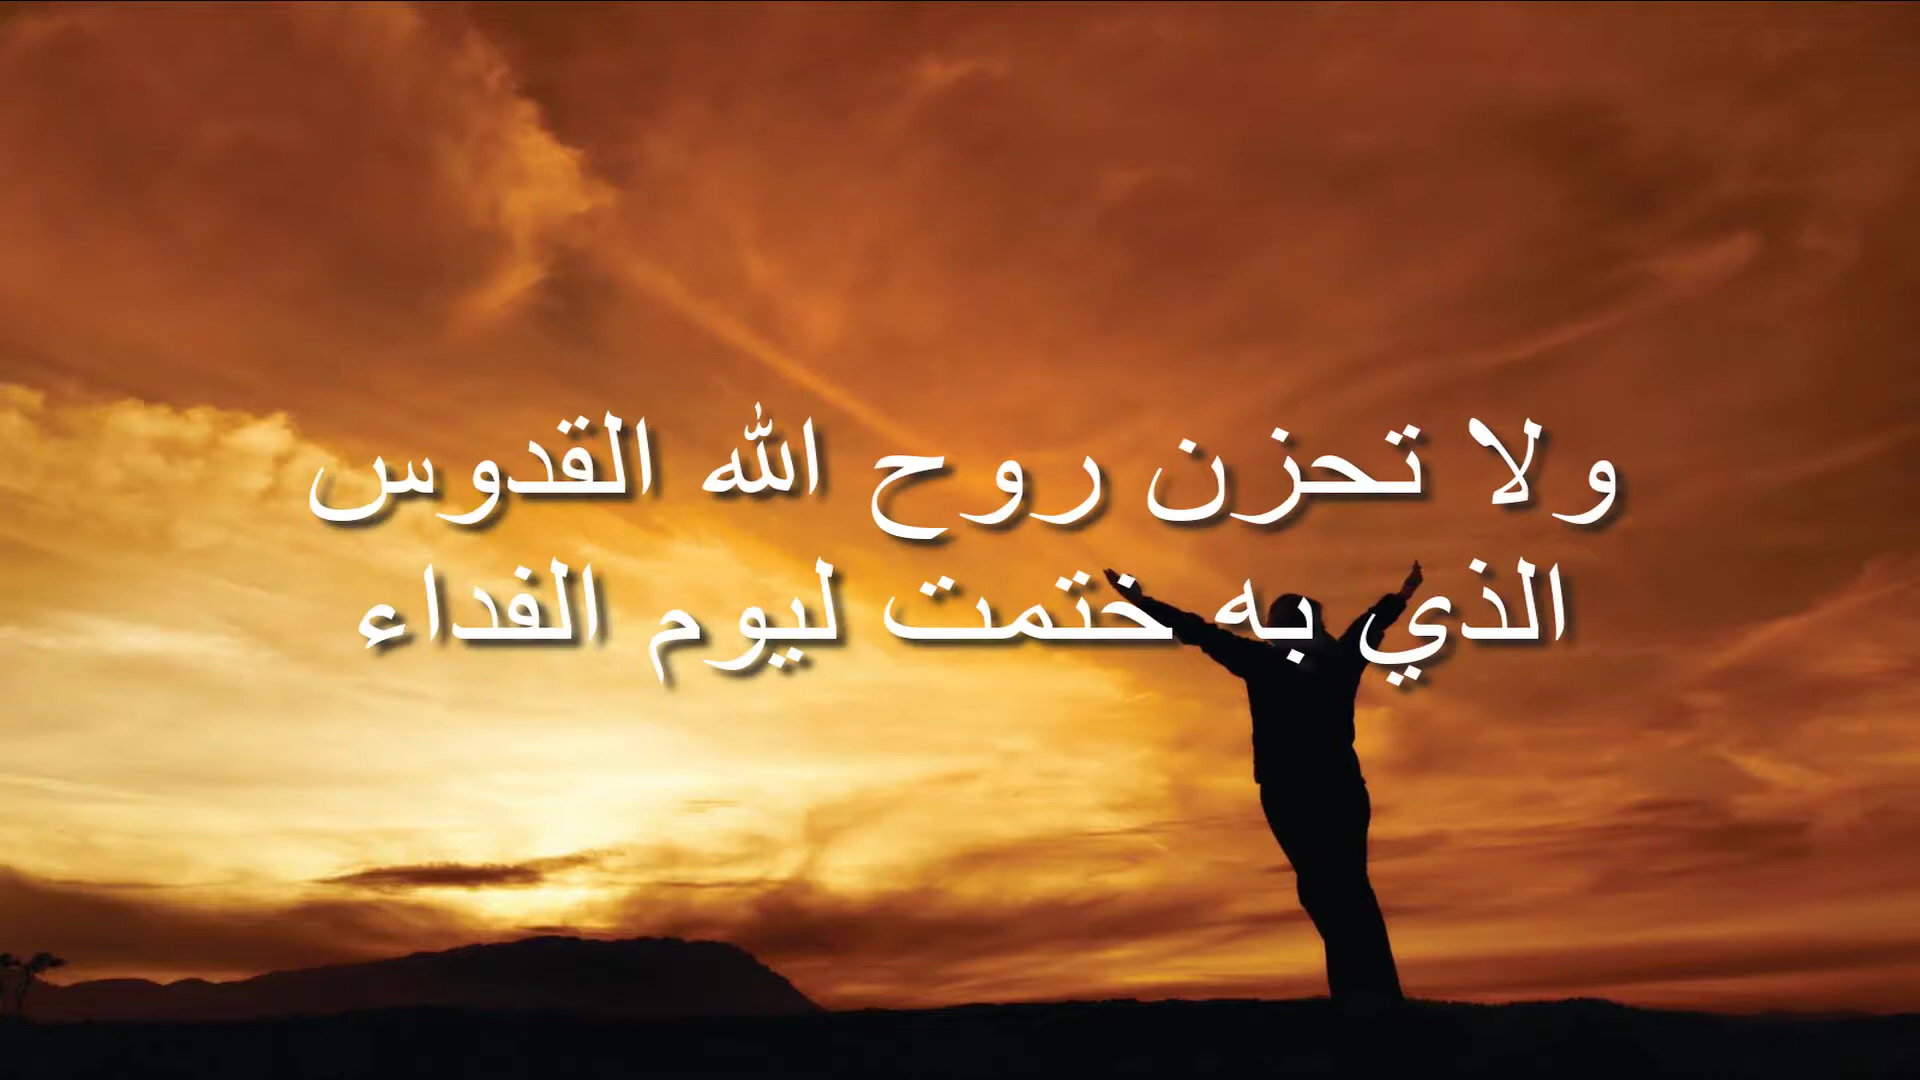 ولا تحزن روح الله القدوس
الذي به ختمت ليوم الفداء